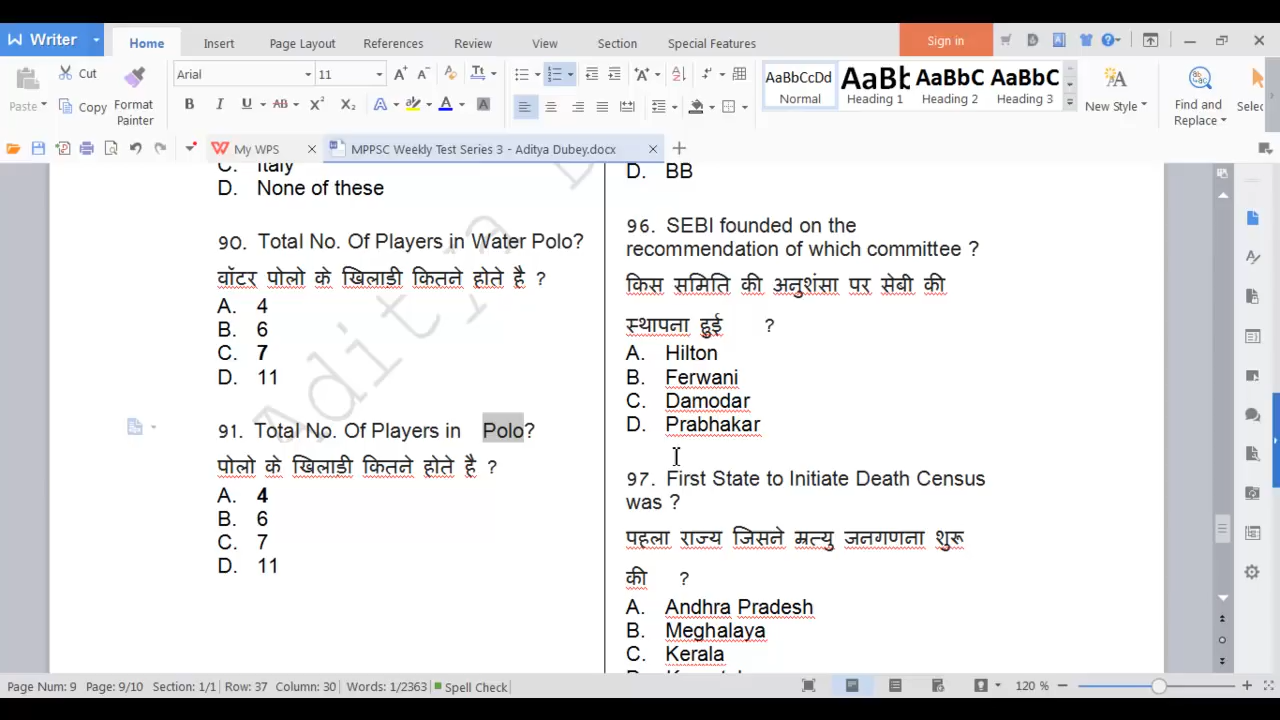 Writer
Home
Insert
Page Layout
References
Review
View
Section
Special Features
Sign in
Paste
Cut
Copy
Format
Painter
Arial
11
AaBbCcDd
Normal
AaBb
Heading 1
AaBbC
Heading 2
AaBbC
Heading 3
New Style
Find and
Replace
Selec
My WPS
MPPSC Weekly Test Series 3 - Aditya Dubey.docx
C. Italy
D. None of these
90. Total No. Of Players in Water Polo?
वॉटर पोलो के खिलाडी कितने होते है ?
A. 4
B. 6
C. 7
D. 11
91. Total No. Of Players in Polo?
पोलो के खिलाडी कितने होते है ?
A. 4
B. 6
C. 7
D. 11
Aditya D
D. BB
96. SEBI founded on the
recommendation of which committee ?
किस समिति की अनुशंसा पर सेबी की
स्थापना हुई ?
A. Hilton
B. Ferwani
C. Damodar
D. Prabhakar
97. First State to Initiate Death Census
was ?
पहला राज्य जिसने म्रत्यु जनगणना शुरू
की ?
A. Andhra Pradesh
B. Meghalaya
C. Kerala
Page Num: 9 Page: 9/10 Section: 1/1 Row: 37 Column: 30 Words: 1/2363 Spell Check
120 %